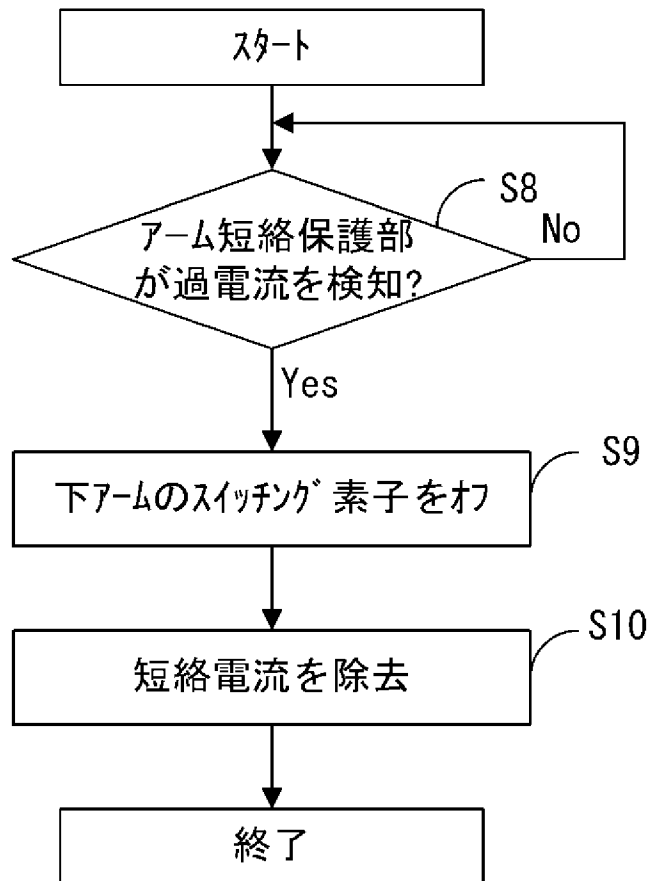 ｽﾀｰﾄ
S8
ｱｰﾑ短絡保護部
が過電流を検知?
No
Yes
S9
下ｱｰﾑのｽｲｯﾁﾝｸﾞ素子をｵﾌ
S10
短絡電流を除去
終了